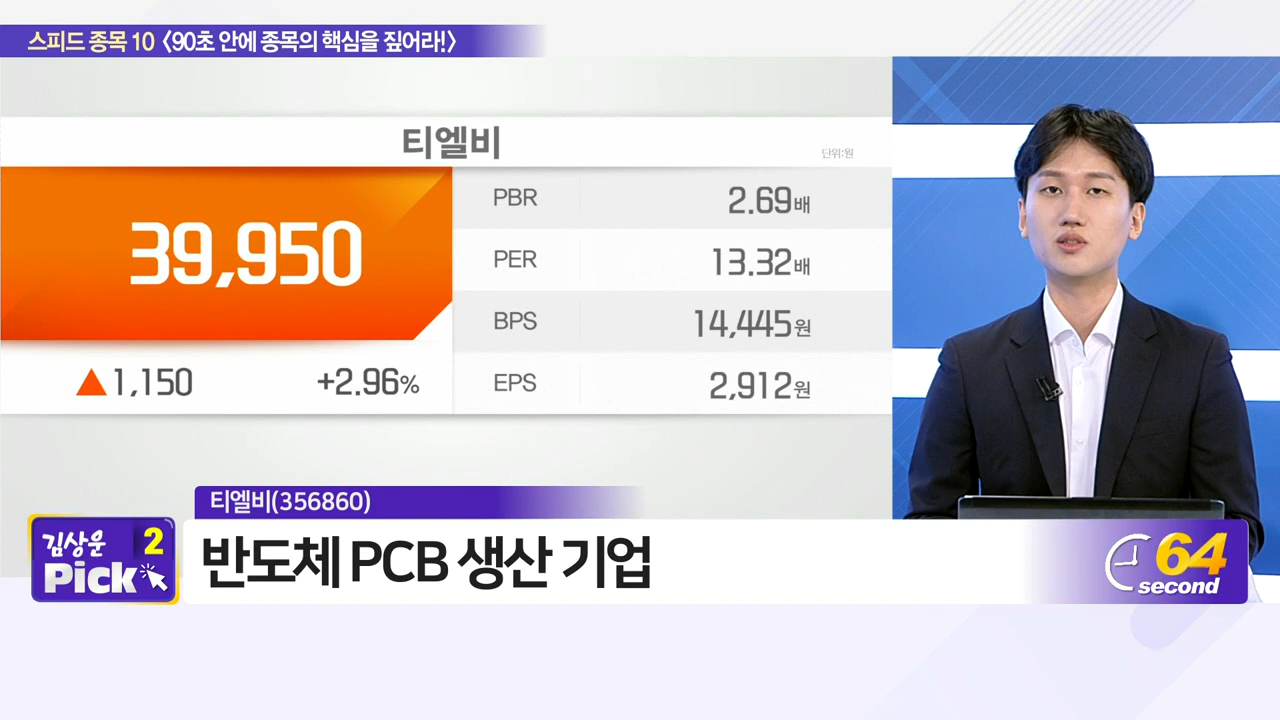 스피드 종목 10 〈90초 안에 종목의 핵심을 짚어라!〉
티엘비
단위:원
39,950
▲1,150 +2.96%
PBR 2.69배
PER 13.32배
BPS 14,445원
EPS 2,912원
티엘비(356860)
김상운 2
Pick
반도체 PCB 생산 기업
64
second